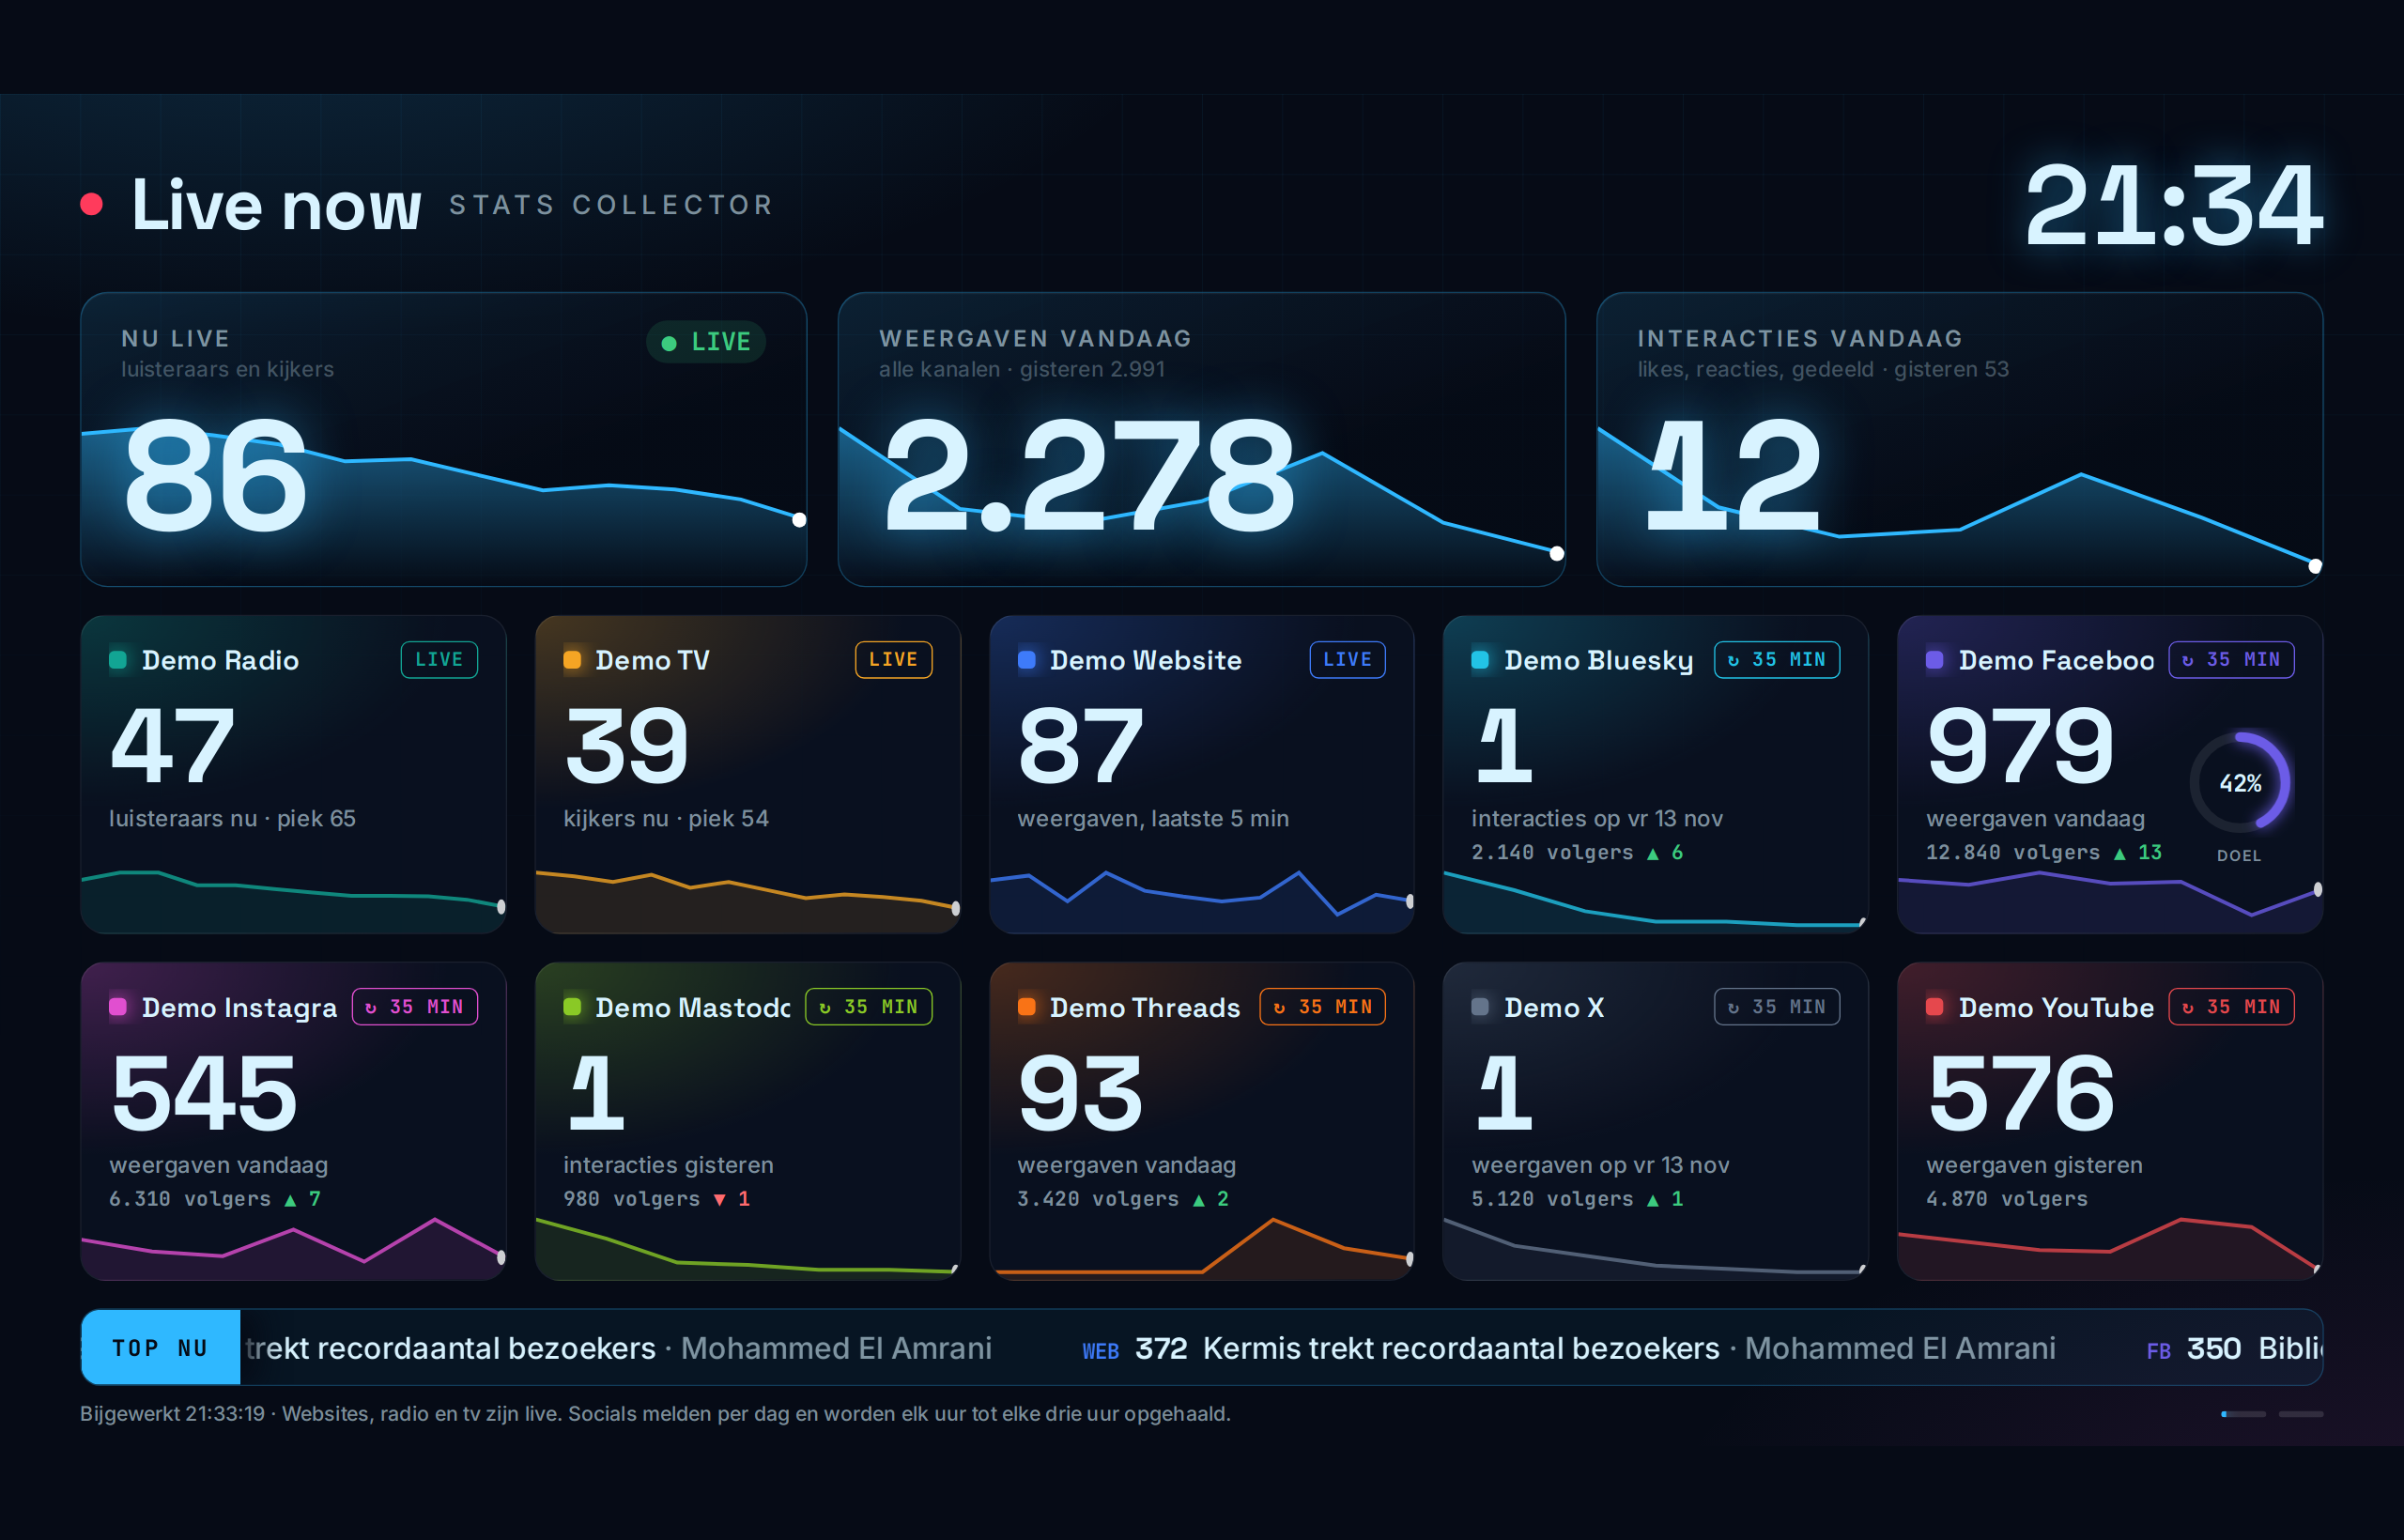 Live now STATS COLLECTOR
21:34
NU LIVE
LIVE
luisteraars en kijkers
86
WEERGAVEN VANDAAG
alle kanalen · gisteren 2.991
2.278
INTERACTIES VANDAAG
likes, reacties, gedeeld · gisteren 53
12
Demo Radio
LIVE
47
luisteraars nu · piek 65
Demo TV
LIVE
39
kijkers nu · piek 54
Demo Website
LIVE
87
weergaven, laatste 5 min
Demo Bluesky
↻ 35 MIN
1
interacties op vr 13 nov
2.140 volgers ▲ 6
Demo Faceboo
↻ 35 MIN
979
weergaven vandaag
12.840 volgers ▲ 13
42%
DOEL
Demo Instagra
↻ 35 MIN
545
weergaven vandaag
6.310 volgers ▲ 7
Demo Mastodo
↻ 35 MIN
1
interacties gisteren
980 volgers ▼ 1
Demo Threads
↻ 35 MIN
93
weergaven vandaag
3.420 volgers ▲ 2
Demo X
↻ 35 MIN
1
weergaven op vr 13 nov
5.120 volgers ▲ 1
Demo YouTube
↻ 35 MIN
576
weergaven gisteren
4.870 volgers
TOP NU trekt recordaantal bezoekers · Mohammed El Amrani WEB 372 Kermis trekt recordaantal bezoekers · Mohammed El Amrani FB 350 Bibli
Bijgewerkt 21:33:19 · Websites, radio en tv zijn live. Socials melden per dag en worden elk uur tot elke drie uur opgehaald.